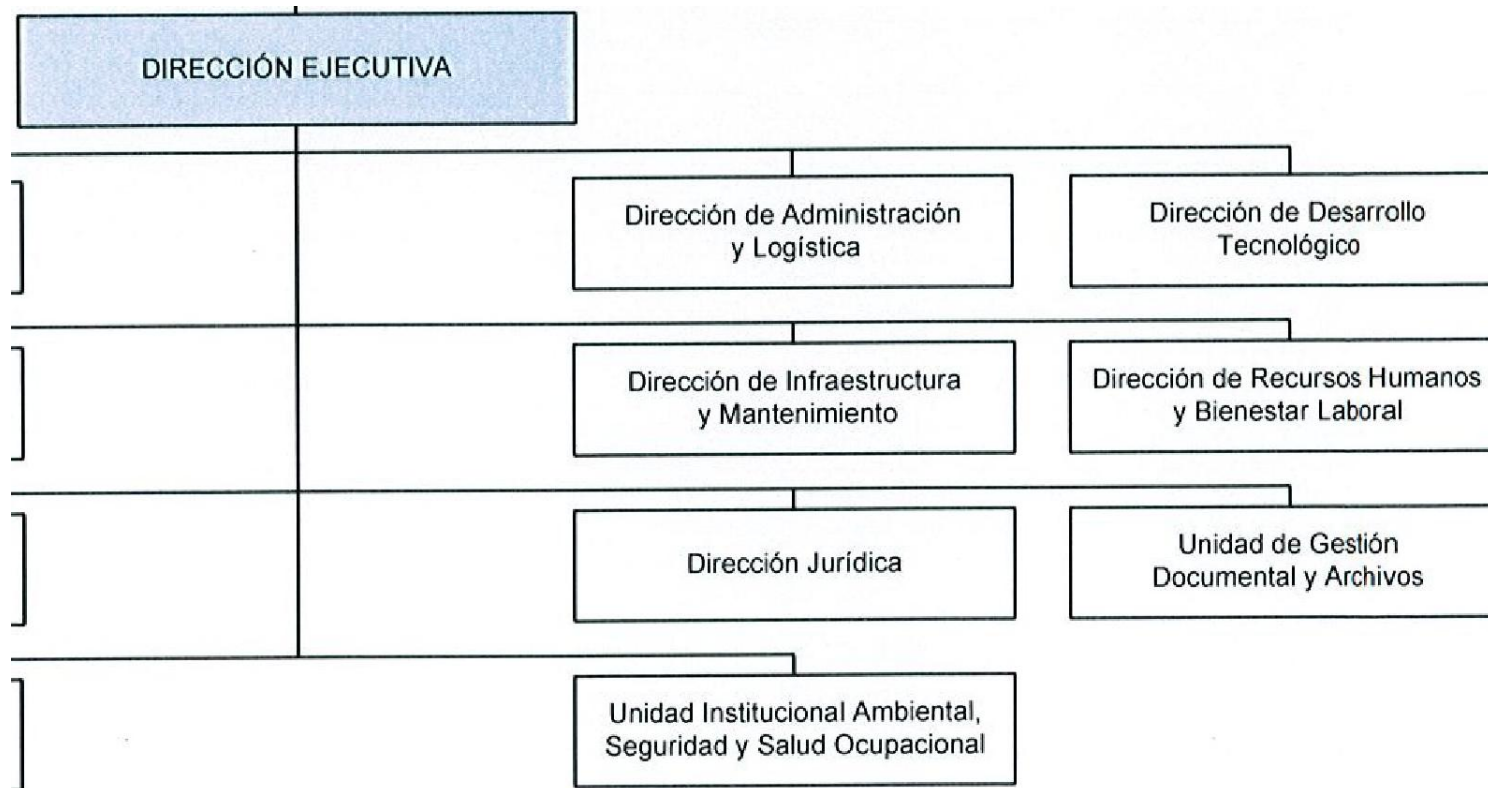 DIRECCIÓN EJECUTIVA
Dirección de Administración
y Logística
Dirección de Desarrollo
Tecnológico
Dirección de Infraestructura
y Mantenimiento
Dirección de Recursos Humanos
y Bienestar Laboral
Dirección Jurídica
Unidad de Gestión
Documental y Archivos
Unidad Institucional Ambiental,
Seguridad y Salud Ocupacional